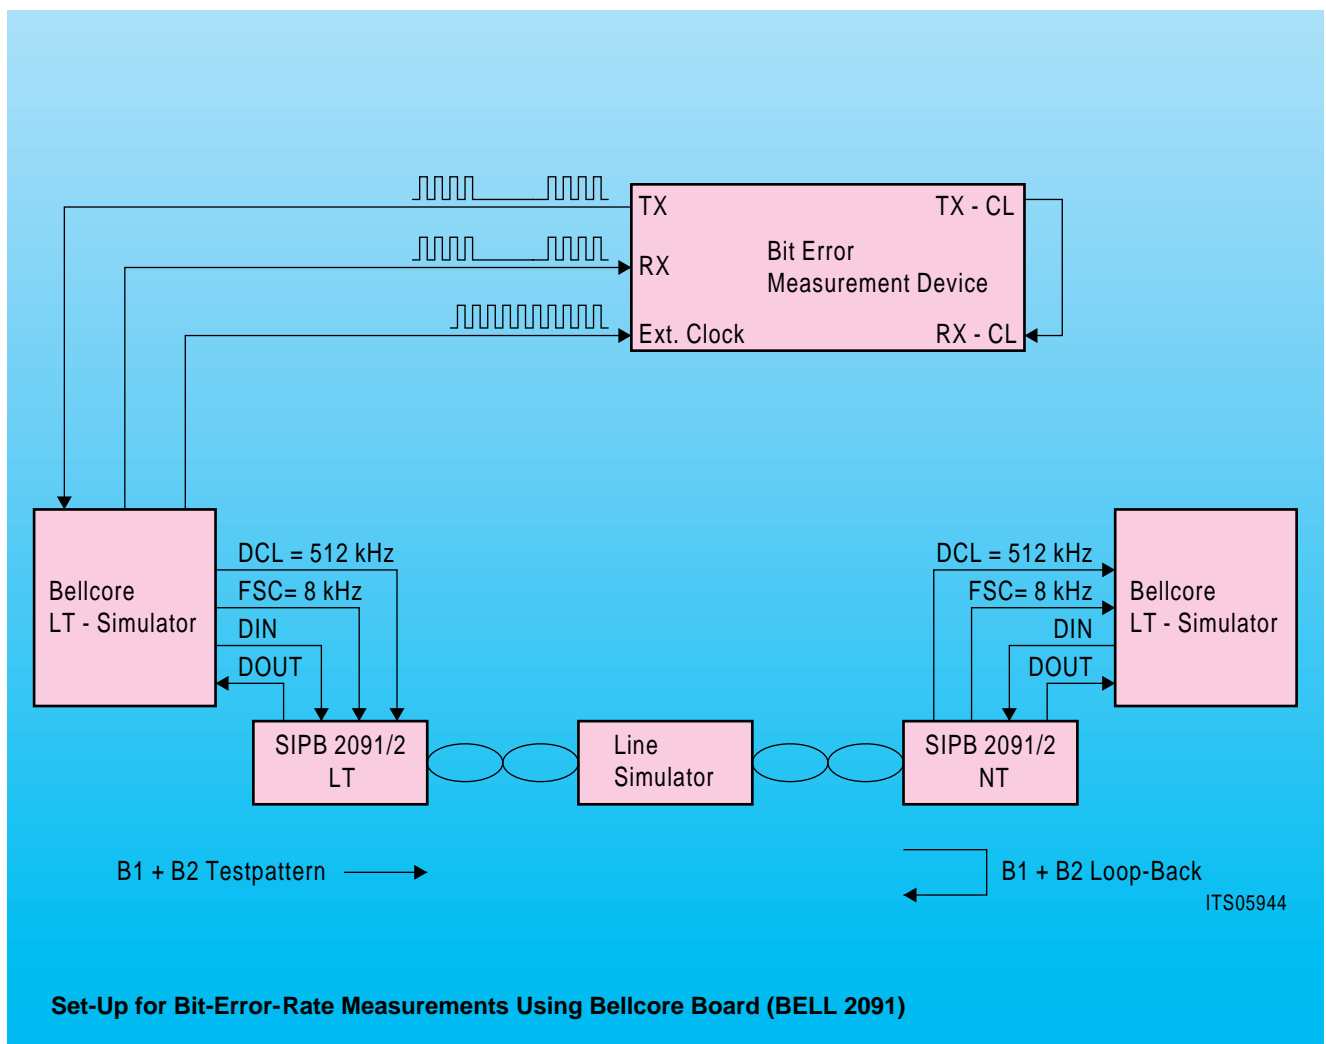 TX
TX - CL
RX
Bit Error
Measurement Device
Ext. Clock
RX - CL
Bellcore
LT - Simulator
DCL = 512 kHz
FSC= 8 kHz
DIN
DOUT
DCL = 512 kHz
FSC= 8 kHz
DIN
DOUT
Bellcore
LT - Simulator
SIPB 2091/2
LT
Line
Simulator
SIPB 2091/2
NT
B1 + B2 Testpattern
B1 + B2 Loop-Back
ITS05944
Set-Up for Bit-Error-Rate Measurements Using Bellcore Board (BELL 2091)